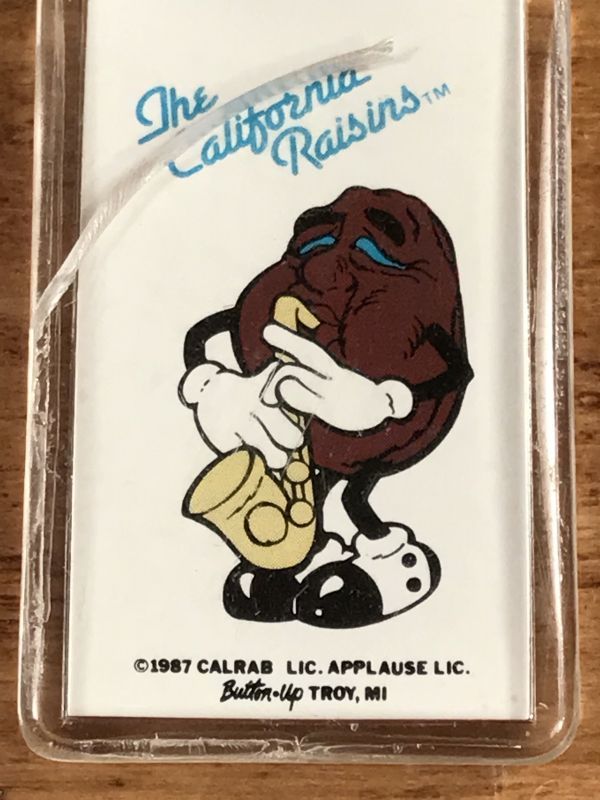 The
California
Raisins™
©1987 CALRAB LIC. APPLAUSE LIC.
Button-Up TROY, MI